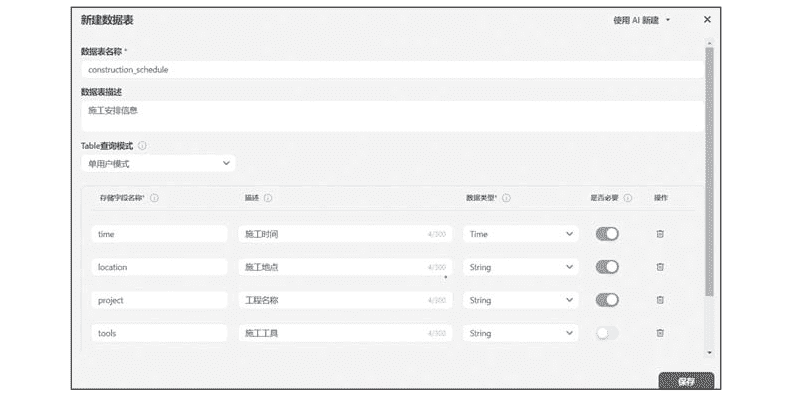 新建数据表 使用 AI 新建
数据表名称 *
construction_schedule
数据表描述
施工安排信息
Table查询模式
单用户模式
存储字段名称* 描述 数据类型* 是否必要 操作
time 施工时间 4/300 Time
location 施工地点 4/300 String
project 工程名称 4/300 String
tools 施工工具 4/300 String
保存